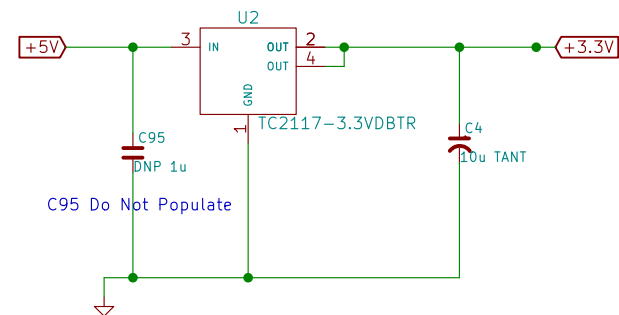 U2
+5V
3
IN
OUT
2
+3.3V
OUT
4
GND
1
TC2117-3.3VDBTR
C95
DNP 1u
C4
10u TANT
C95 Do Not Populate